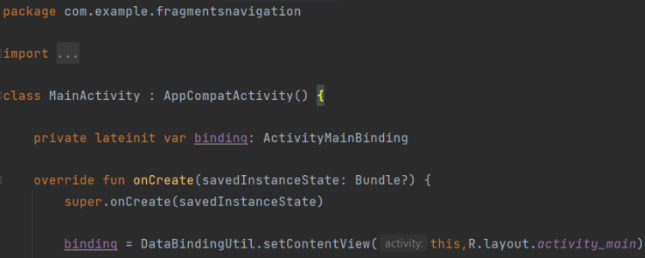 package com.example.fragmentsnavigation
import ...
class MainActivity : AppCompatActivity() {
private lateinit var binding: ActivityMainBinding
override fun onCreate(savedInstanceState: Bundle?) {
super.onCreate(savedInstanceState)
binding = DataBindingUtil.setContentView( activity: this,R.layout.activity_main)